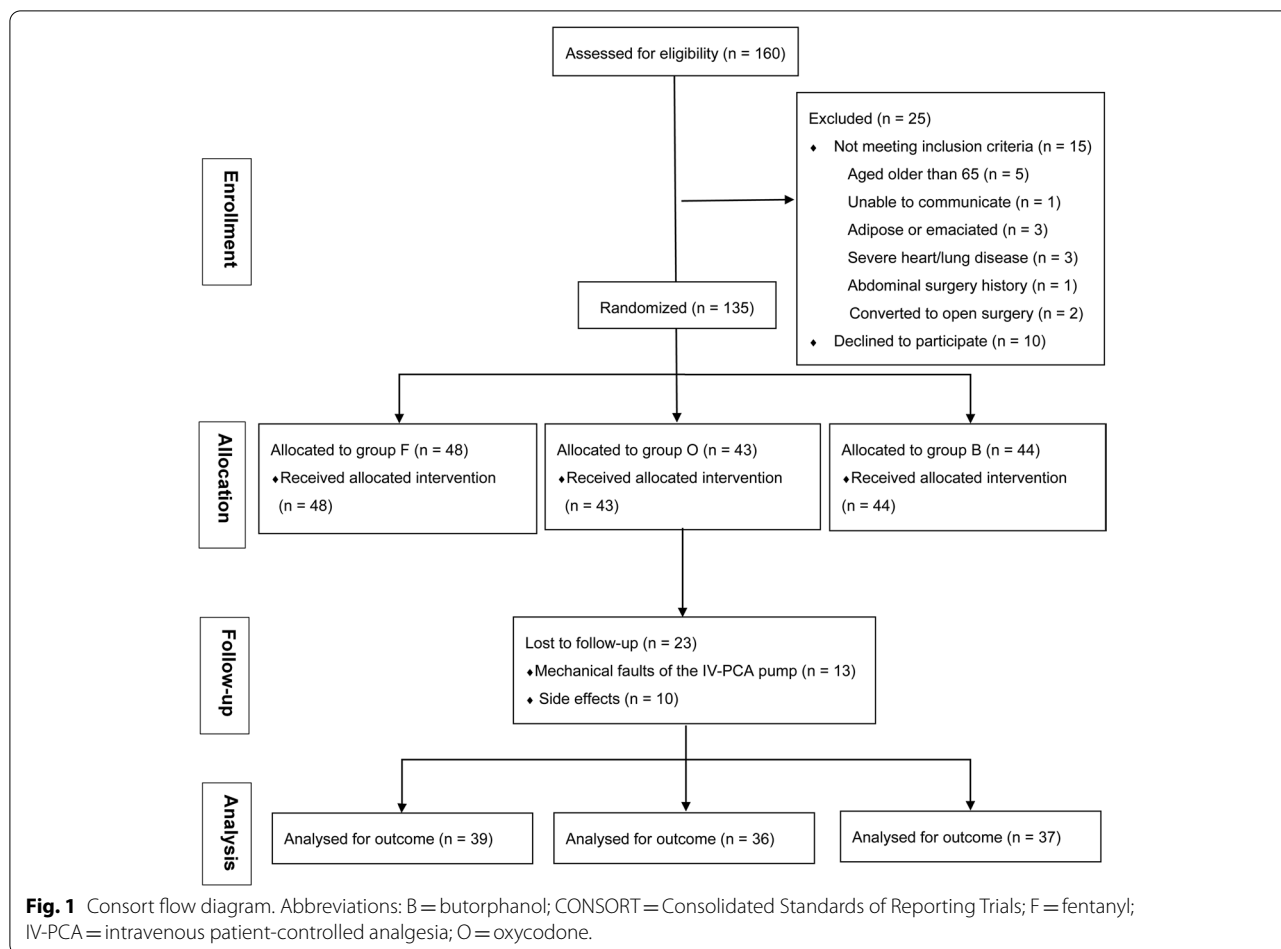 Assessed for eligibility (n = 160)
Excluded (n = 25)
♦ Not meeting inclusion criteria (n = 15)
Aged older than 65 (n = 5)
Unable to communicate (n = 1)
Adipose or emaciated (n = 3)
Severe heart/lung disease (n = 3)
Abdominal surgery history (n = 1)
Converted to open surgery (n = 2)
♦ Declined to participate (n = 10)
Enrollment
Randomized (n = 135)
Allocation
Allocated to group F (n = 48)
♦Received allocated intervention
(n = 48)
Allocated to group O (n = 43)
♦Received allocated intervention
(n = 43)
Allocated to group B (n = 44)
♦Received allocated intervention
(n = 44)
Follow-up
Lost to follow-up (n = 23)
♦Mechanical faults of the IV-PCA pump (n = 13)
♦ Side effects (n = 10)
Analysis
Analysed for outcome (n = 39)
Analysed for outcome (n = 36)
Analysed for outcome (n = 37)
Fig. 1 Consort flow diagram. Abbreviations: B = butorphanol; CONSORT = Consolidated Standards of Reporting Trials; F = fentanyl;
IV-PCA = intravenous patient-controlled analgesia; O = oxycodone.